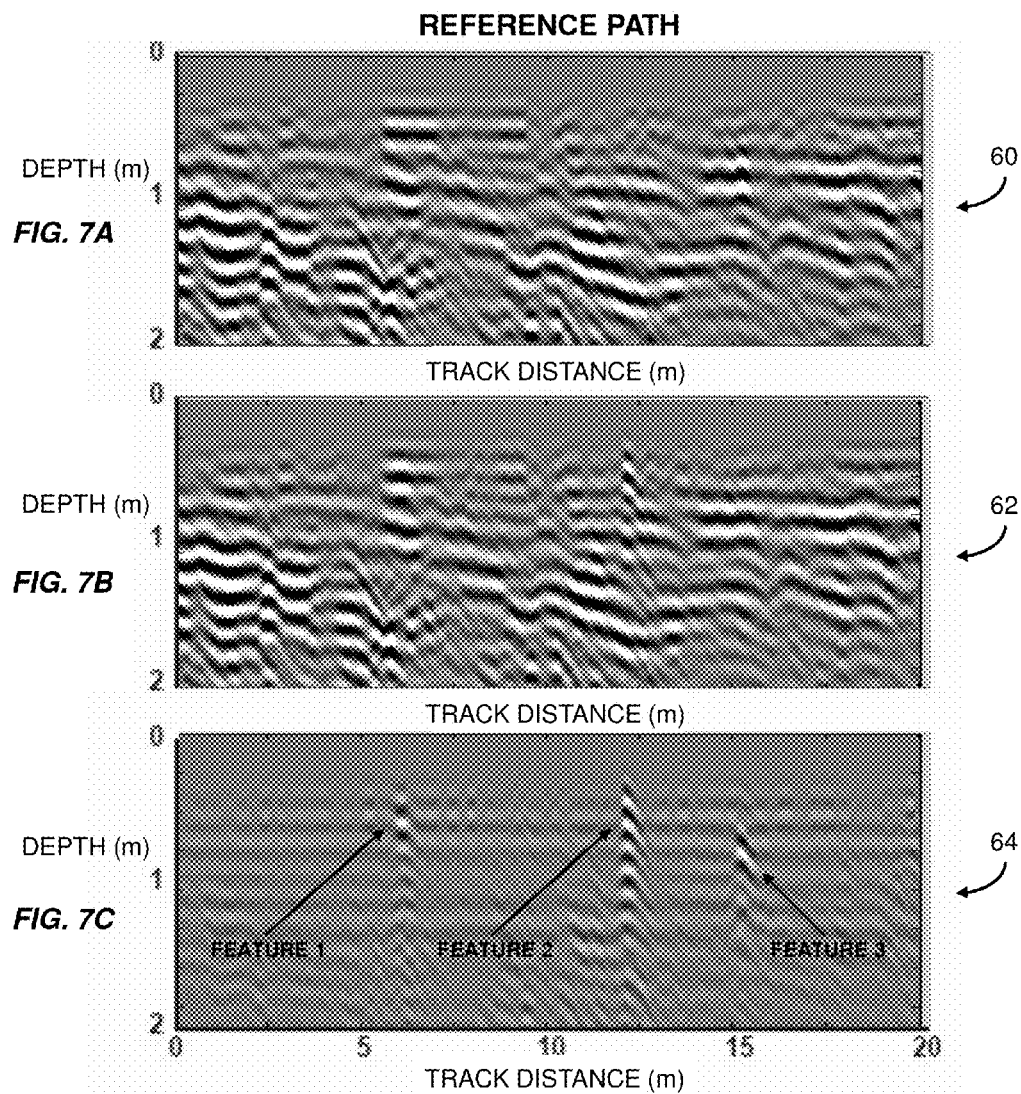 REFERENCE PATH
0
DEPTH (m)
1
60
FIG. 7A
2
TRACK DISTANCE (m)
0
DEPTH (m)
1
62
FIG. 7B
2
TRACK DISTANCE (m)
0
DEPTH (m)
1
64
FIG. 7C
FEATURE 1
FEATURE 2
FEATURE 3
2
0 5 10 15 20
TRACK DISTANCE (m)